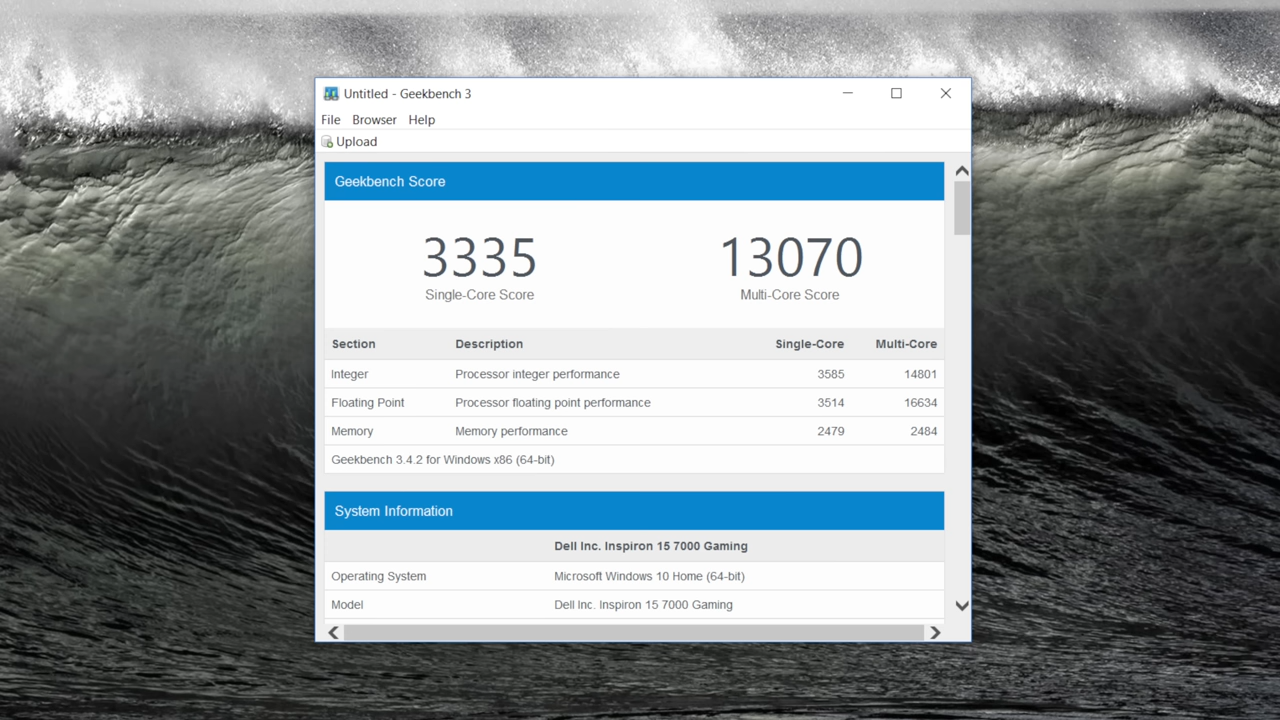 Untitled - Geekbench 3
File Browser Help
Upload
Geekbench Score
3335 13070
Single-Core Score Multi-Core Score
Section Description Single-Core Multi-Core
Integer Processor integer performance 3585 14801
Floating Point Processor floating point performance 3514 16634
Memory Memory performance 2479 2484
Geekbench 3.4.2 for Windows x86 (64-bit)
System Information
Dell Inc. Inspiron 15 7000 Gaming
Operating System Microsoft Windows 10 Home (64-bit)
Model Dell Inc. Inspiron 15 7000 Gaming